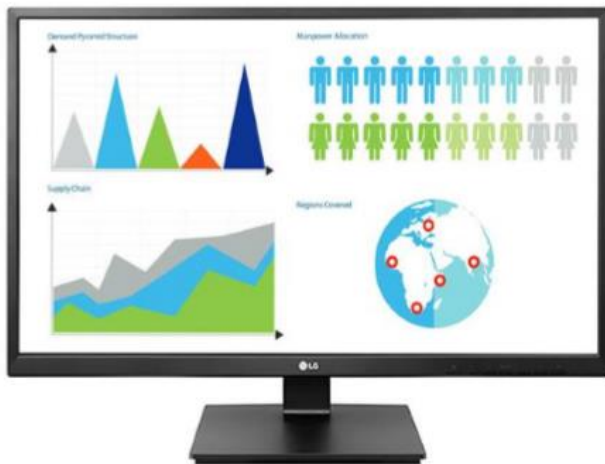 Demand Pyramid Structure
Manpower Allocation
Supply Chain
Regions Covered
LG